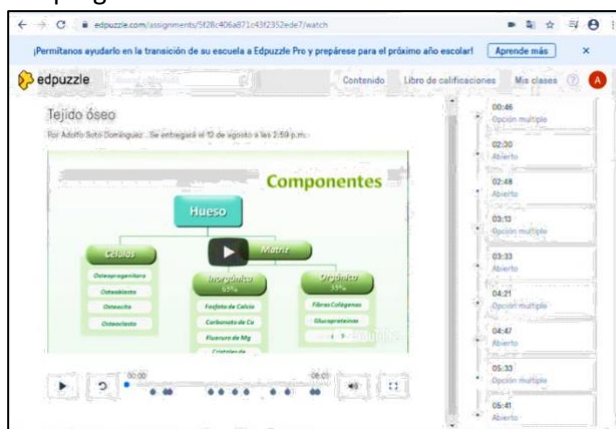 edpuzzle.com/assignments/5f28c406a871c43f2352ede7/watch
¡Permítanos ayudarlo en la transición de su escuela a Edpuzzle Pro y prepárese para el próximo año escolar!
Aprende más
edpuzzle
Contenido
Libro de calificaciones
Mis clases
A
Tejido óseo
Por Adolfo Soto Domínguez . Se entregará el 12 de agosto a las 2:59 p.m.
Componentes
Hueso
Células
Matriz
Osteoprogenitora
Osteoblasto
Osteocito
Osteoclasto
Inorgánica
65%
Fosfato de Calcio
Carbonato de Ca
Fluoruro de Mg
Cristales de
Orgánica
35%
Fibras Colágenas
Glucoproteínas
00:00
06:01
00:46
Opción múltiple
02:30
Abierto
02:48
Abierto
03:13
Opción múltiple
03:33
Abierto
04:21
Opción múltiple
04:47
Abierto
05:33
Opción múltiple
05:41
Abierto